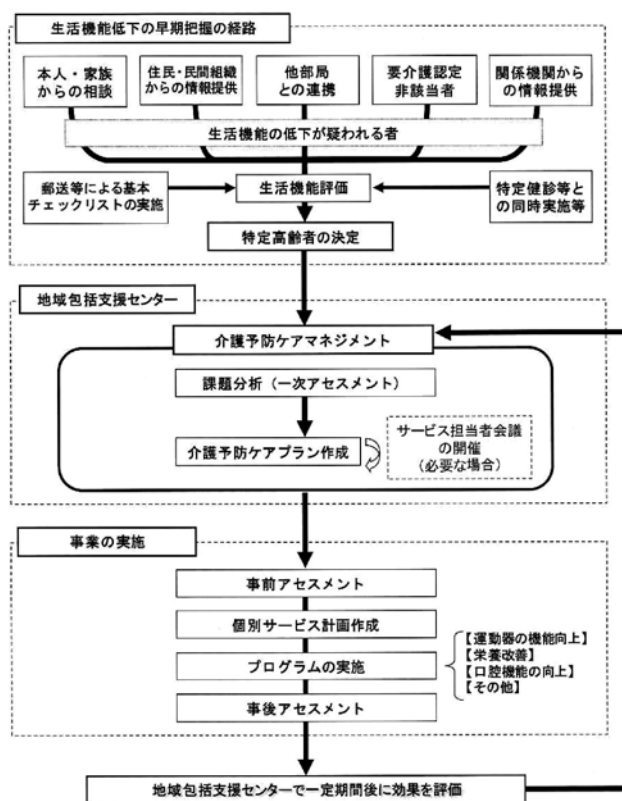 生活機能低下の早期把握の経路
本人・家族
からの相談
住民・民間組織
からの情報提供
他部局
との連携
要介護認定
非該当者
関係機関から
の情報提供
生活機能の低下が疑われる者
郵送等による基本
チェックリストの実施
生活機能評価
特定健診等と
の同時実施等
特定高齢者の決定
地域包括支援センター
介護予防ケアマネジメント
課題分析(一次アセスメント)
介護予防ケアプラン作成
サービス担当者会議
の開催
(必要な場合)
事業の実施
事前アセスメント
個別サービス計画作成
プログラムの実施
【運動器の機能向上】
【栄養改善】
【口腔機能の向上】
【その他】
事後アセスメント
地域包括支援センターで一定期間後に効果を評価